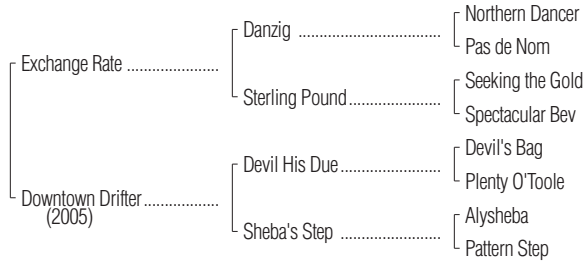 Northern Dancer
Danzig ................................
Pas de Nom
Exchange Rate .....................
Seeking the Gold
Sterling Pound.....................
Spectacular Bev
Devil's Bag
Devil His Due.......................
Plenty O'Toole
Downtown Drifter.................
(2005)
Alysheba
Sheba's Step .......................
Pattern Step